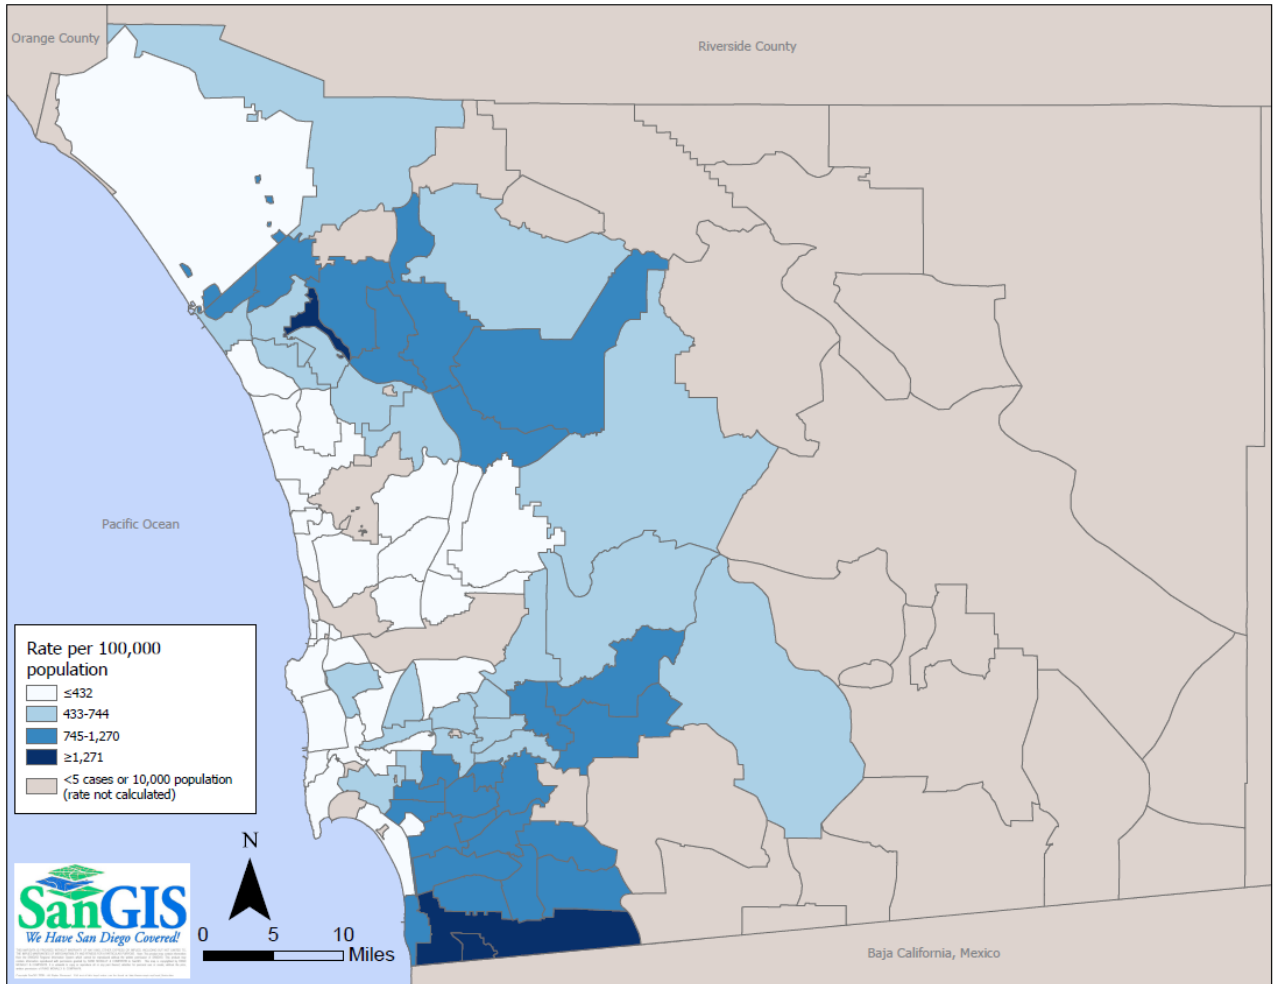 Orange County
Riverside County
Pacific Ocean
Rate per 100,000
population
≤432
433-744
745-1,270
≥1,271
<5 cases or 10,000 population
(rate not calculated)
N
SanGIS
We Have San Diego Covered!
0 5 10
Miles
Baja California, Mexico